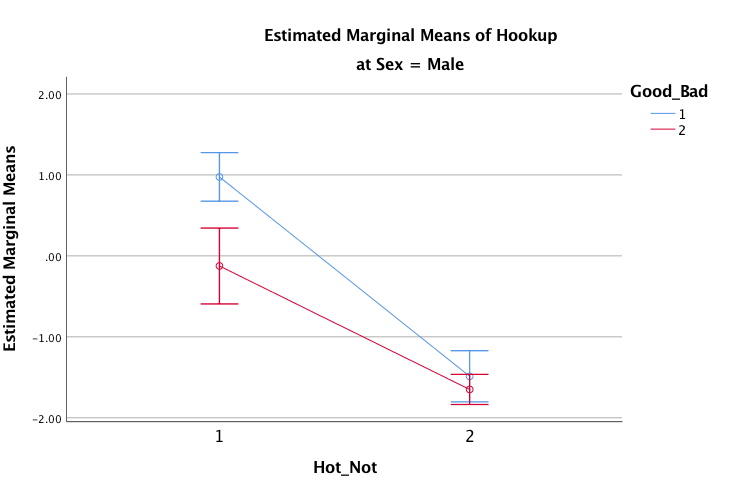 Estimated Marginal Means of Hookup
at Sex = Male
Good_Bad
1
2
Estimated Marginal Means
2.00
1.00
.00
-1.00
-2.00
1
2
Hot_Not